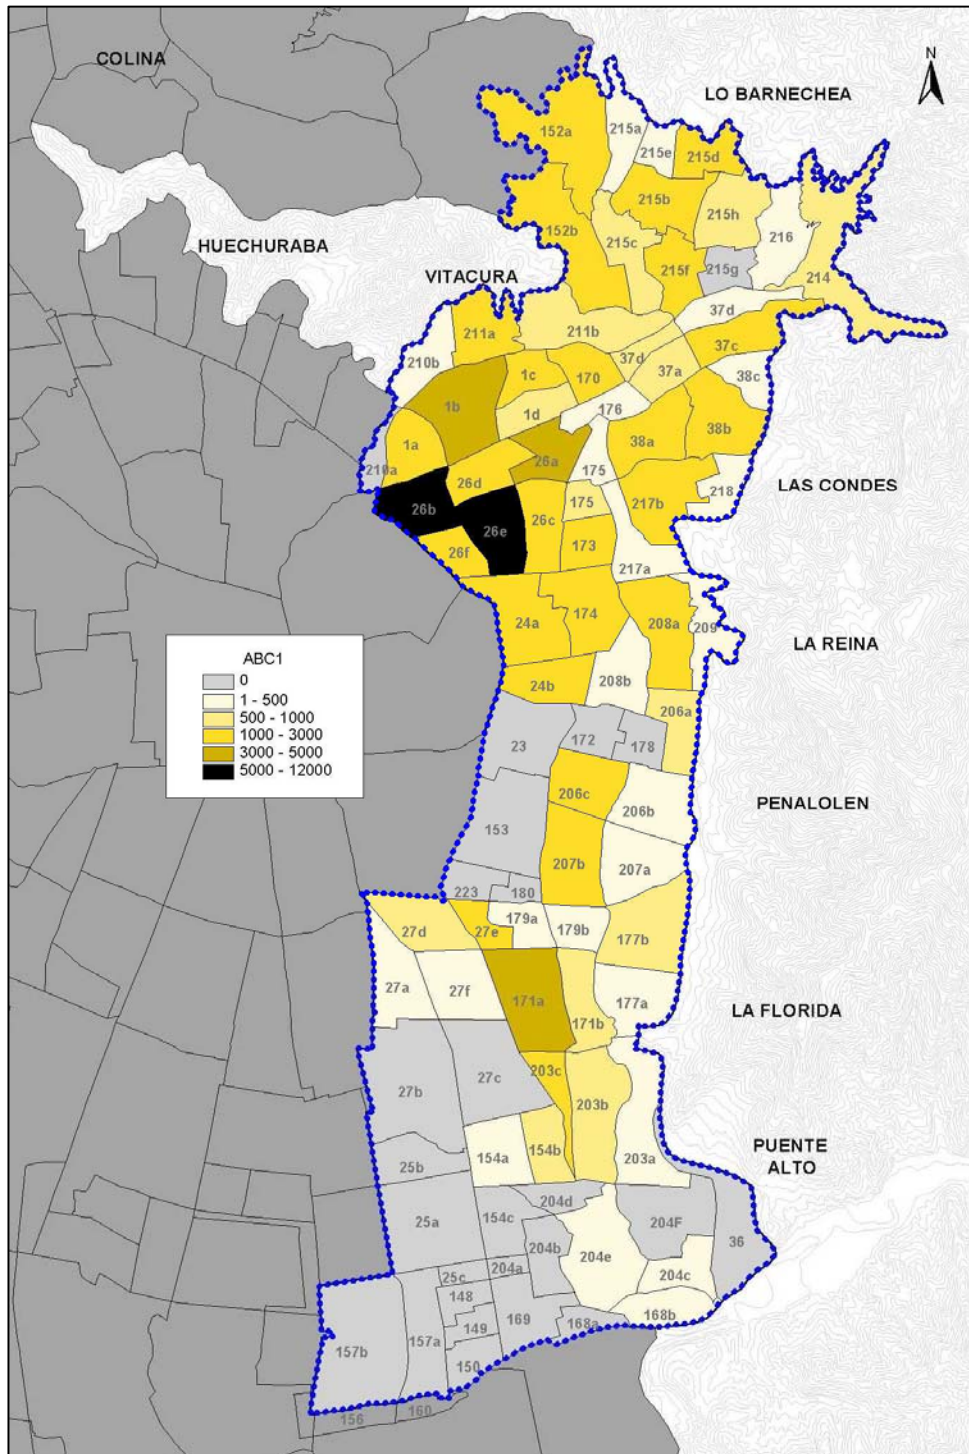 N
COLINA
LO BARNECHEA
152a
215a
215e
215d
215b
215h
152b
215c
216
HUECHURABA
215f
215g
214
VITACURA
37d
211a
211b
37c
210b
37d
37a
38c
1c
170
1b
1d
176
1a
38a
38b
26a
210a
175
26d
218
LAS CONDES
26b
217b
175
26c
26e
26f
173
217a
24a
174
208a
209
LA REINA
ABC1
0
1 - 500
500 - 1000
1000 - 3000
3000 - 5000
5000 - 12000
24b
208b
206a
23
172
178
206c
206b
PENALOLEN
153
207b
207a
223
180
179a
27d
27e
179b
177b
27a
27f
171a
177a
LA FLORIDA
171b
27b
27c
203c
203b
PUENTE
ALTO
154a
154b
203a
25b
204d
25a
154c
204F
204b
204e
36
25c
204a
204c
148
168b
149
169
168a
157b
157a
150
156
160